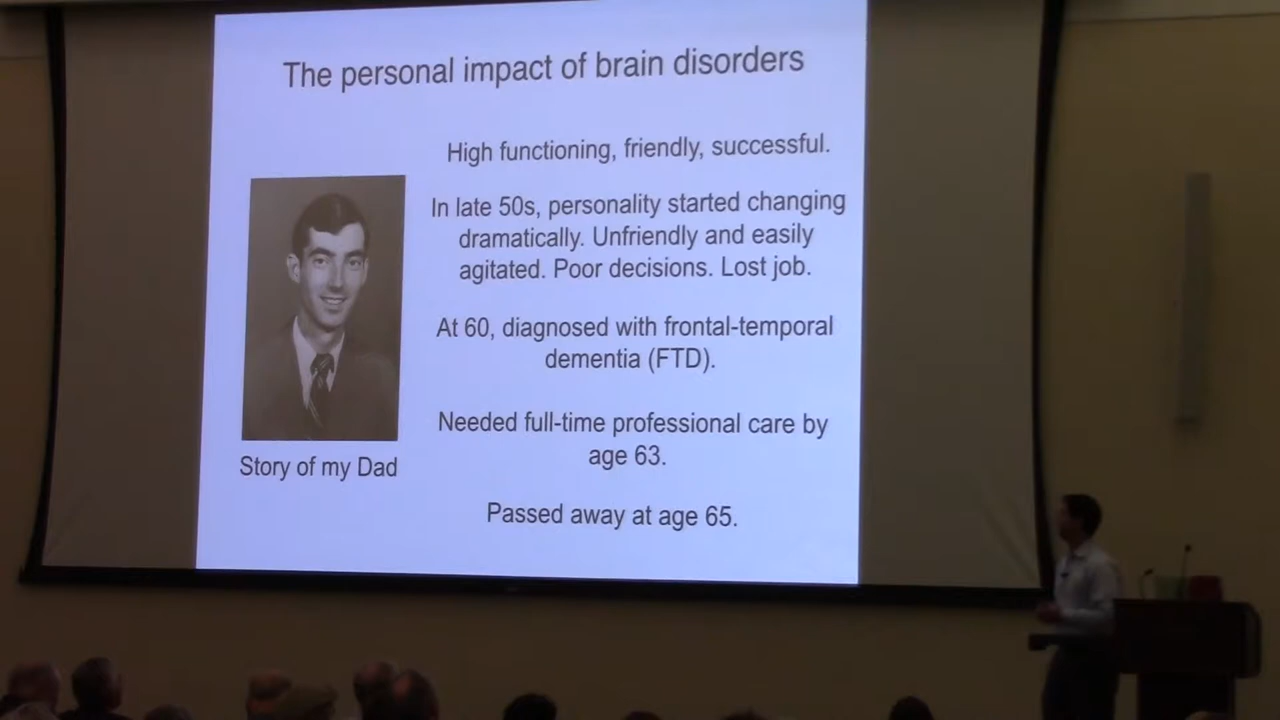 The personal impact of brain disorders
High functioning, friendly, successful.
In late 50s, personality started changing
dramatically. Unfriendly and easily
agitated. Poor decisions. Lost job.
At 60, diagnosed with frontal-temporal
dementia (FTD).
Needed full-time professional care by
age 63.
Passed away at age 65.
Story of my Dad